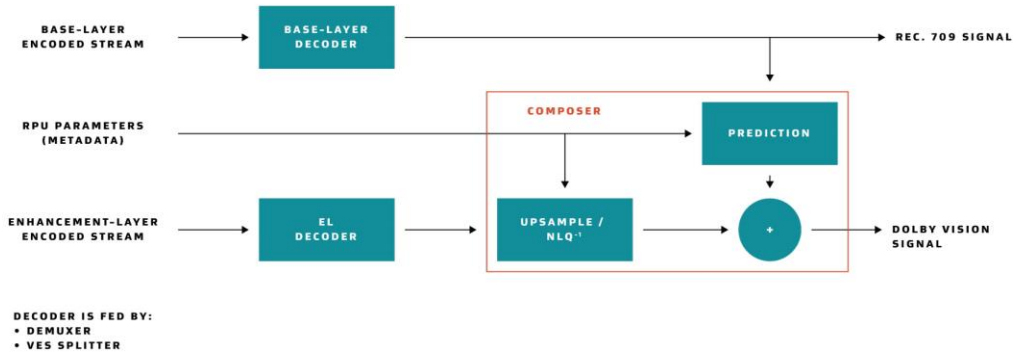 BASE-LAYER
ENCODED STREAM
BASE-LAYER
DECODER
REC. 709 SIGNAL
RPU PARAMETERS
(METADATA)
COMPOSER
PREDICTION
ENHANCEMENT-LAYER
ENCODED STREAM
EL
DECODER
UPSAMPLE /
NLQ⁻¹
+
DOLBY VISION
SIGNAL
DECODER IS FED BY:
• DEMUXER
• VES SPLITTER